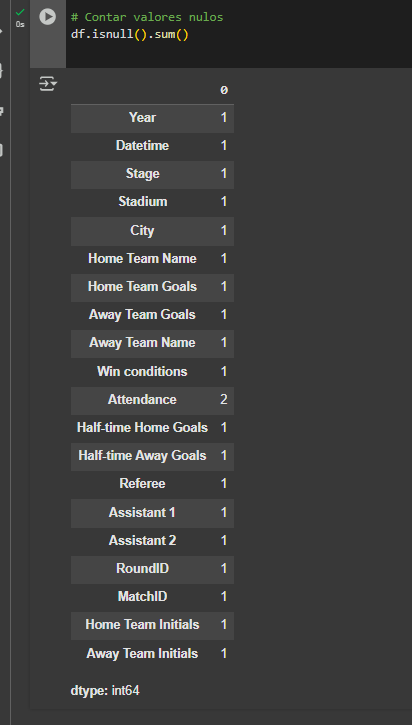 0s
# Contar valores nulos
df.isnull().sum()
0
Year 1
Datetime 1
Stage 1
Stadium 1
City 1
Home Team Name 1
Home Team Goals 1
Away Team Goals 1
Away Team Name 1
Win conditions 1
Attendance 2
Half-time Home Goals 1
Half-time Away Goals 1
Referee 1
Assistant 1 1
Assistant 2 1
RoundID 1
MatchID 1
Home Team Initials 1
Away Team Initials 1
dtype: int64